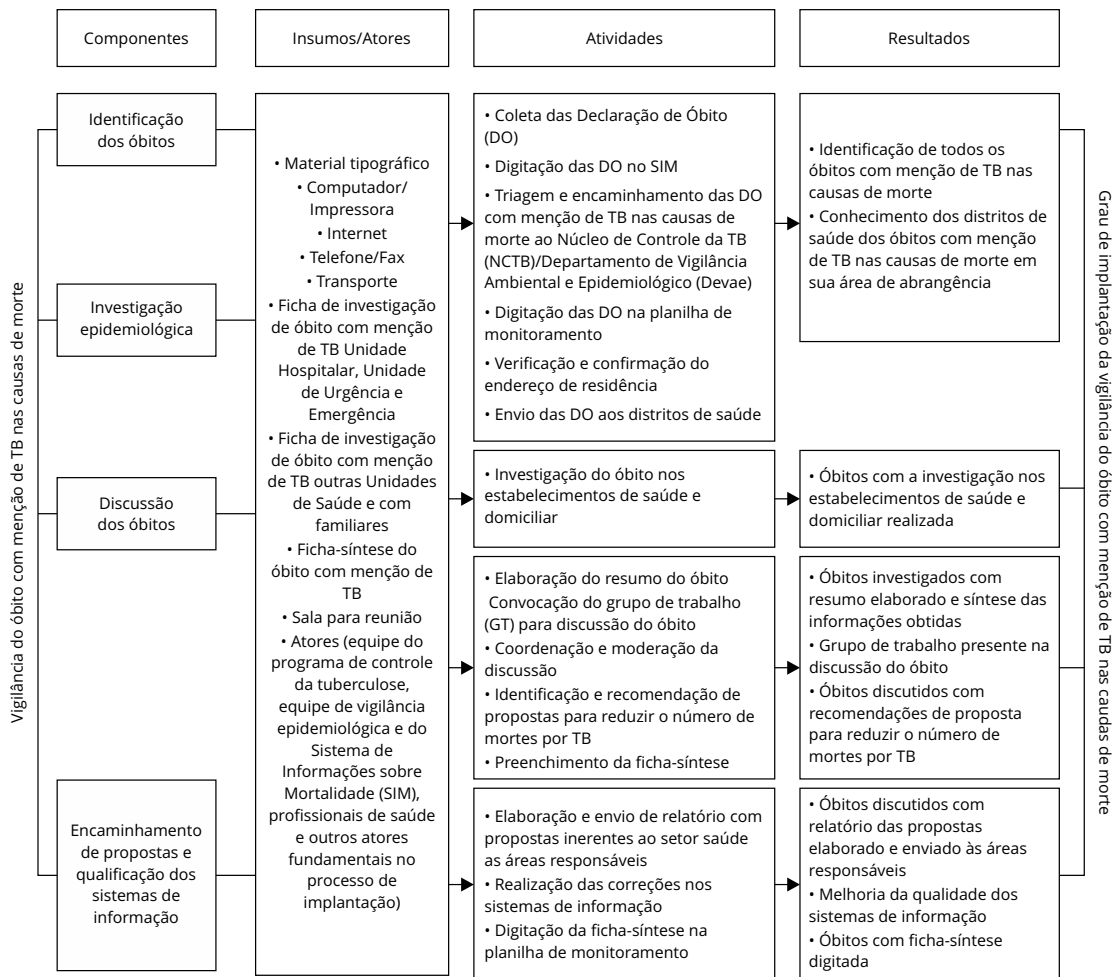 Componentes
Insumos/Atores
Atividades
Resultados
Vigilância do óbito com menção de TB nas causas de morte
Identificação
dos óbitos
Investigação
epidemiológica
Discussão
dos óbitos
Encaminhamento
de propostas e
qualificação dos
sistemas de
informação
• Material tipográfico
• Computador/
Impressora
• Internet
• Telefone/Fax
• Transporte
• Ficha de investigação
de óbito com menção
de TB Unidade
Hospitalar, Unidade
de Urgência e
Emergência
• Ficha de investigação
de óbito com menção
de TB outras Unidades
de Saúde e com
familiares
• Ficha-síntese do
óbito com menção de
TB
• Sala para reunião
• Atores (equipe do
programa de controle
da tuberculose,
equipe de vigilância
epidemiológica e do
Sistema de
Informações sobre
Mortalidade (SIM),
profissionais de saúde
e outros atores
fundamentais no
processo de
implantação)
• Coleta das Declaração de Óbito
(DO)
• Digitação das DO no SIM
• Triagem e encaminhamento das DO
com menção de TB nas causas de
morte ao Núcleo de Controle da TB
(NCTB)/Departamento de Vigilância
Ambiental e Epidemiológico (Devae)
• Digitação das DO na planilha de
monitoramento
• Verificação e confirmação do
endereço de residência
• Envio das DO aos distritos de saúde
• Investigação do óbito nos
estabelecimentos de saúde e
domiciliar
• Elaboração do resumo do óbito
Convocação do grupo de trabalho
(GT) para discussão do óbito
• Coordenação e moderação da
discussão
• Identificação e recomendação de
propostas para reduzir o número de
mortes por TB
• Preenchimento da ficha-síntese
• Elaboração e envio de relatório com
propostas inerentes ao setor saúde
as áreas responsáveis
• Realização das correções nos
sistemas de informação
• Digitação da ficha-síntese na
planilha de monitoramento
• Identificação de todos os
óbitos com menção de TB nas
causas de morte
• Conhecimento dos distritos de
saúde dos óbitos com menção
de TB nas causas de morte em
sua área de abrangência
• Óbitos com a investigação nos
estabelecimentos de saúde e
domiciliar realizada
• Óbitos investigados com
resumo elaborado e síntese das
informações obtidas
• Grupo de trabalho presente na
discussão do óbito
• Óbitos discutidos com
recomendações de proposta
para reduzir o número de
mortes por TB
• Óbitos discutidos com
relatório das propostas
elaborado e enviado às áreas
responsáveis
• Melhoria da qualidade dos
sistemas de informação
• Óbitos com ficha-síntese
digitada
Grau de implantação da vigilância do óbito com menção de TB nas caudas de morte